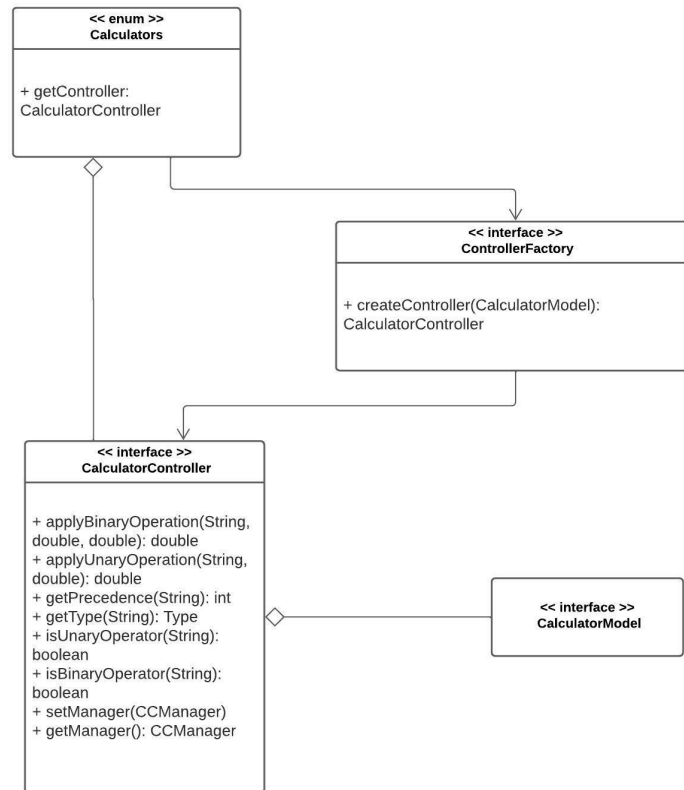 << enum >>
Calculators
+ getController:
CalculatorController
<< interface >>
ControllerFactory
+ createController(CalculatorModel):
CalculatorController
<< interface >>
CalculatorController
+ applyBinaryOperation(String,
double, double): double
+ applyUnaryOperation(String,
double): double
+ getPrecedence(String): int
+ getType(String): Type
+ isUnaryOperator(String):
boolean
+ isBinaryOperator(String):
boolean
+ setManager(CCManager)
+ getManager(): CCManager
<< interface >>
CalculatorModel